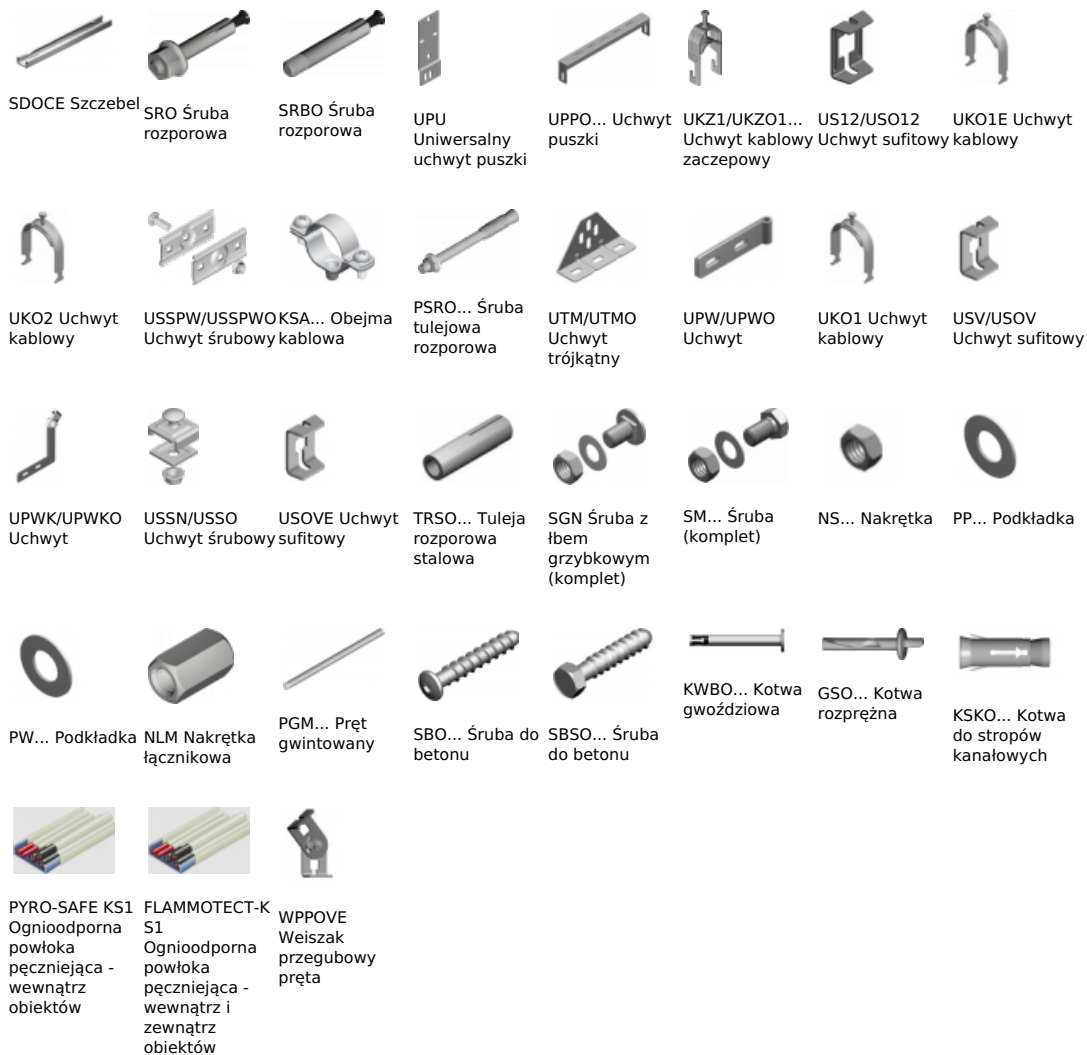 SDOCE Szczebel
SRO Śruba
rozporowa
SRBO Śruba
rozporowa
UPU
Uniwersalny
uchwyt puszki
UPPO... Uchwyt
puszki
UKZ1/UKZO1...
Uchwyt kablowy
zaczepowy
US12/USO12
Uchwyt sufitowy
UKO1E Uchwyt
kablowy
UKO2 Uchwyt
kablowy
USSPW/USSPWO
Uchwyt śrubowy
KSA... Obejma
kablowa
PSRO... Śruba
tulejowa
rozporowa
UTM/UTMO
Uchwyt
trójkątny
UPW/UPWO
Uchwyt
UKO1 Uchwyt
kablowy
USV/USOV
Uchwyt sufitowy
UPWK/UPWKO
Uchwyt
USSN/USSO
Uchwyt śrubowy
USOVE Uchwyt
sufitowy
TRSO... Tuleja
rozporowa
stalowa
SGN Śruba z
łbem
grzybkowym
(komplet)
SM... Śruba
(komplet)
NS... Nakrętka
PP... Podkładka
PW... Podkładka
NLM Nakrętka
łącznikowa
PGM... Pręt
gwintowany
SBO... Śruba do
betonu
SBSO... Śruba
do betonu
KWBO... Kotwa
gwoździowa
GSO... Kotwa
rozprężna
KSKO... Kotwa
do stropów
kanałowych
PYRO-SAFE KS1
Ognioodporna
powłoka
pęczniejąca -
wewnątrz
obiektów
FLAMMOTECT-K
S1
Ognioodporna
powłoka
pęczniejąca -
wewnątrz i
zewnątrz
obiektów
WPPOVE
Weiszak
przegubowy
pręta